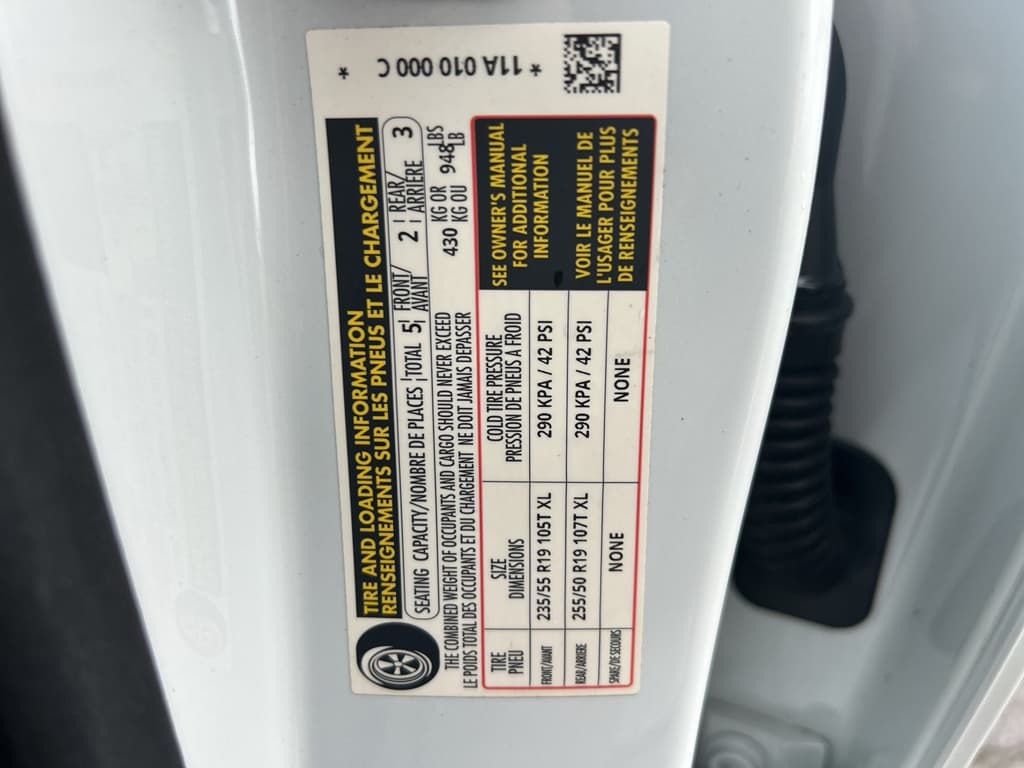 * 11A 010 000 C *
TIRE AND LOADING INFORMATION
RENSEIGNEMENTS SUR LES PNEUS ET LE CHARGEMENT
SEATING CAPACITY/NOMBRE DE PLACES TOTAL 5 FRONT/AVANT 2 REAR/ARRIÈRE 3
THE COMBINED WEIGHT OF OCCUPANTS AND CARGO SHOULD NEVER EXCEED 430 KG OR 948 LBS
LE POIDS TOTAL DES OCCUPANTS ET DU CHARGEMENT NE DOIT JAMAIS DEPASSER KG OU LB
TIRE SIZE COLD TIRE PRESSURE
PNEU DIMENSIONS PRESSION DE PNEUS A FROID
FRONT/AVANT 235/55 R19 105T XL 290 KPA / 42 PSI
REAR/ARRIERE 255/50 R19 107T XL 290 KPA / 42 PSI
SPARE/DE SECOURS NONE NONE
SEE OWNER'S MANUAL
FOR ADDITIONAL
INFORMATION
VOIR LE MANUEL DE
L'USAGER POUR PLUS
DE RENSEIGNEMENTS